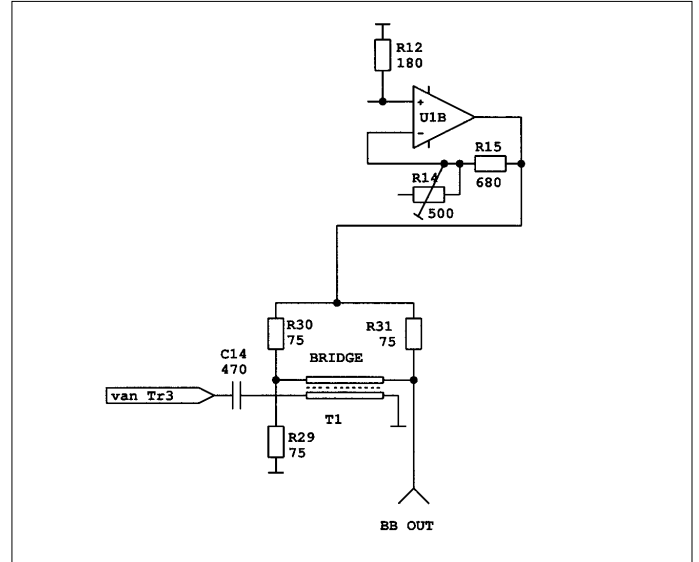 R12
180
+
U1B
-
R15
680
R14
500
R30
75
R31
75
C14
470
BRIDGE
van Tr3
T1
R29
75
BB OUT